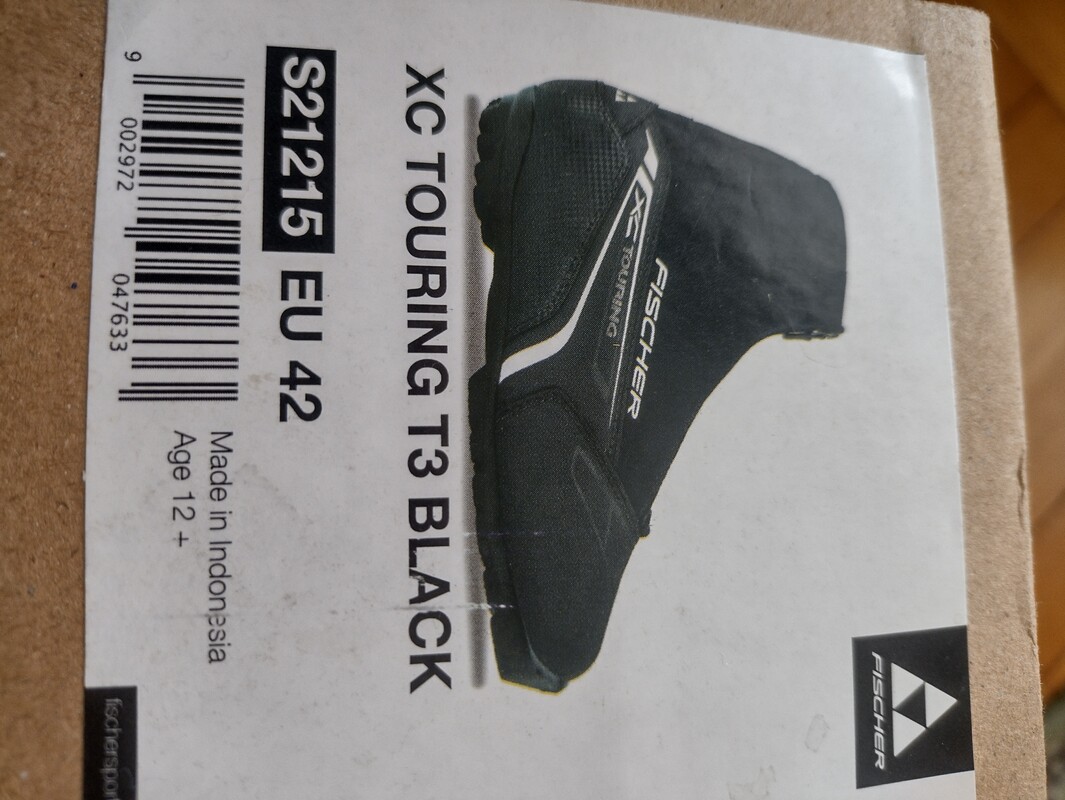 FISCHER
XC TOURING
FISCHER
XC TOURING T3 BLACK
S21215 EU 42
Made in Indonesia
Age 12 +
9 002972 047633